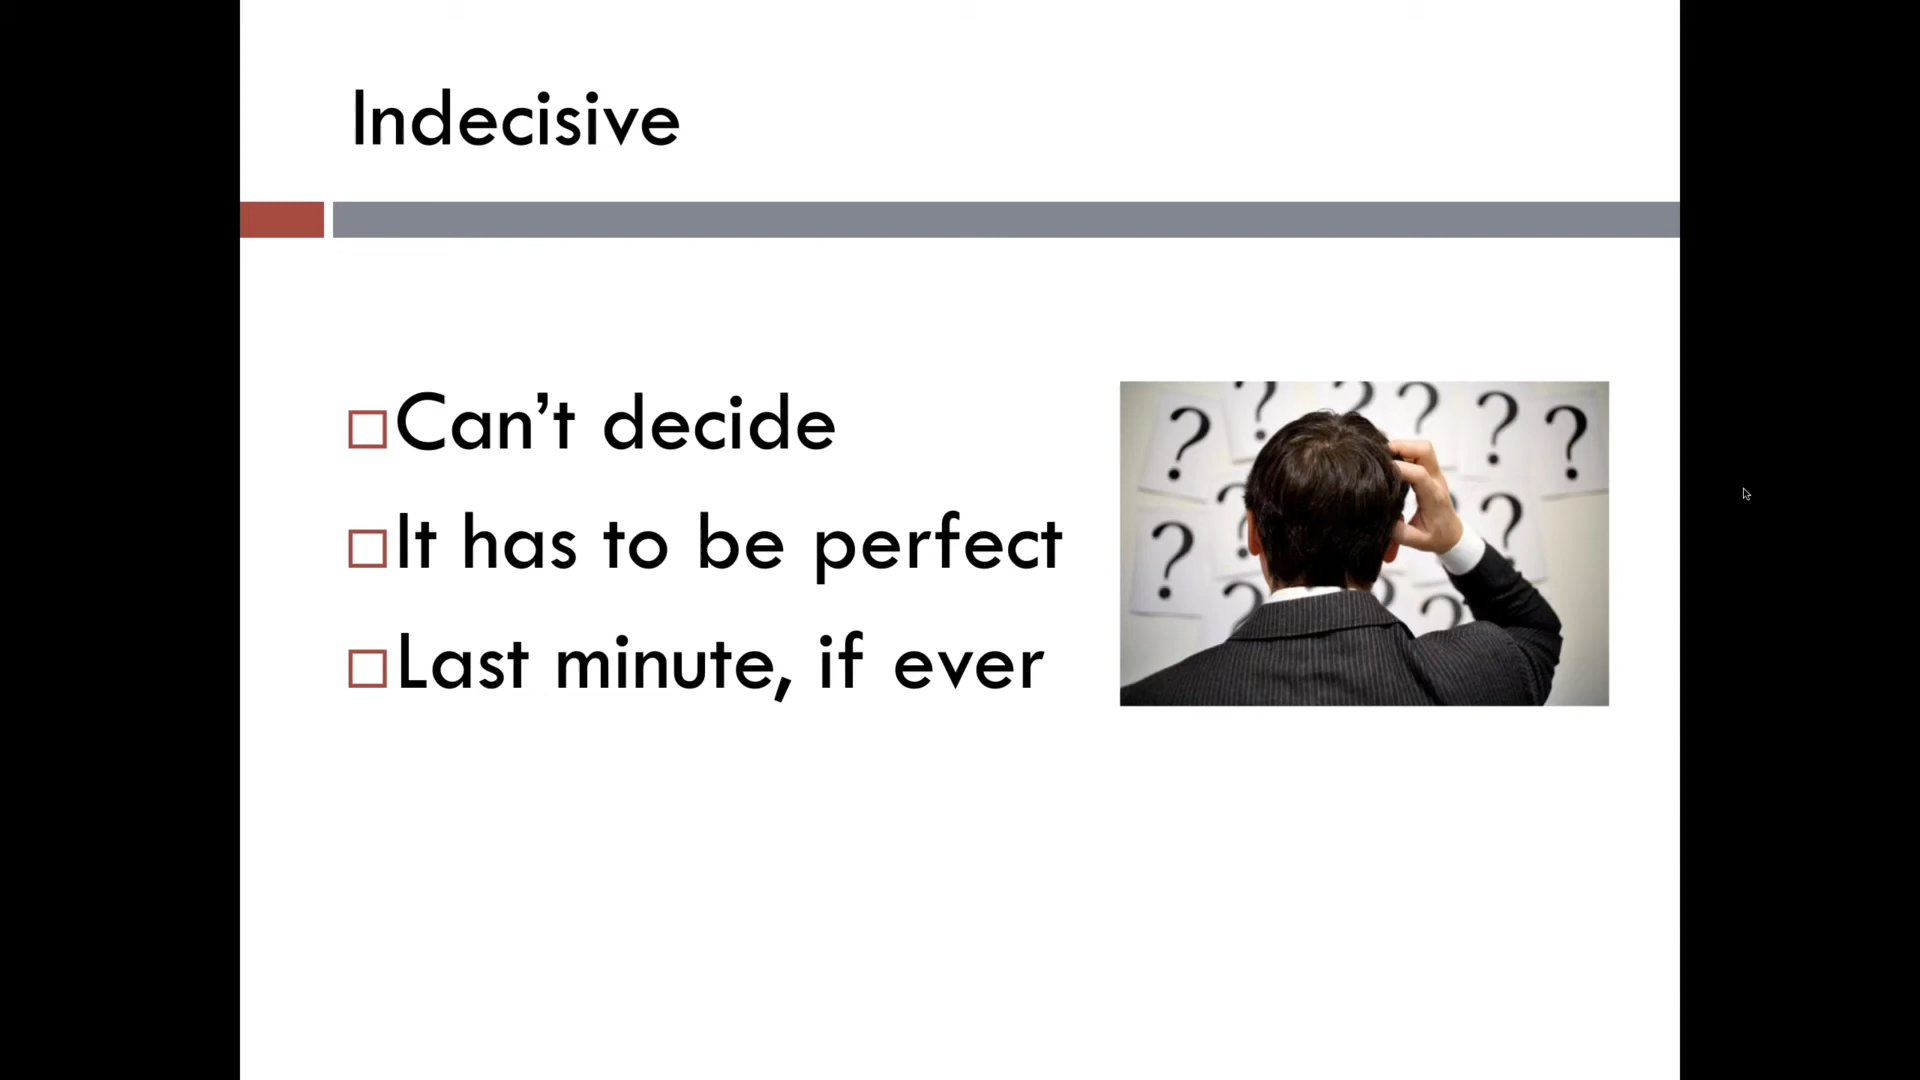 Indecisive
Can’t decide
It has to be perfect
Last minute, if ever
? ? ? ? ?
? ? ?
? ?